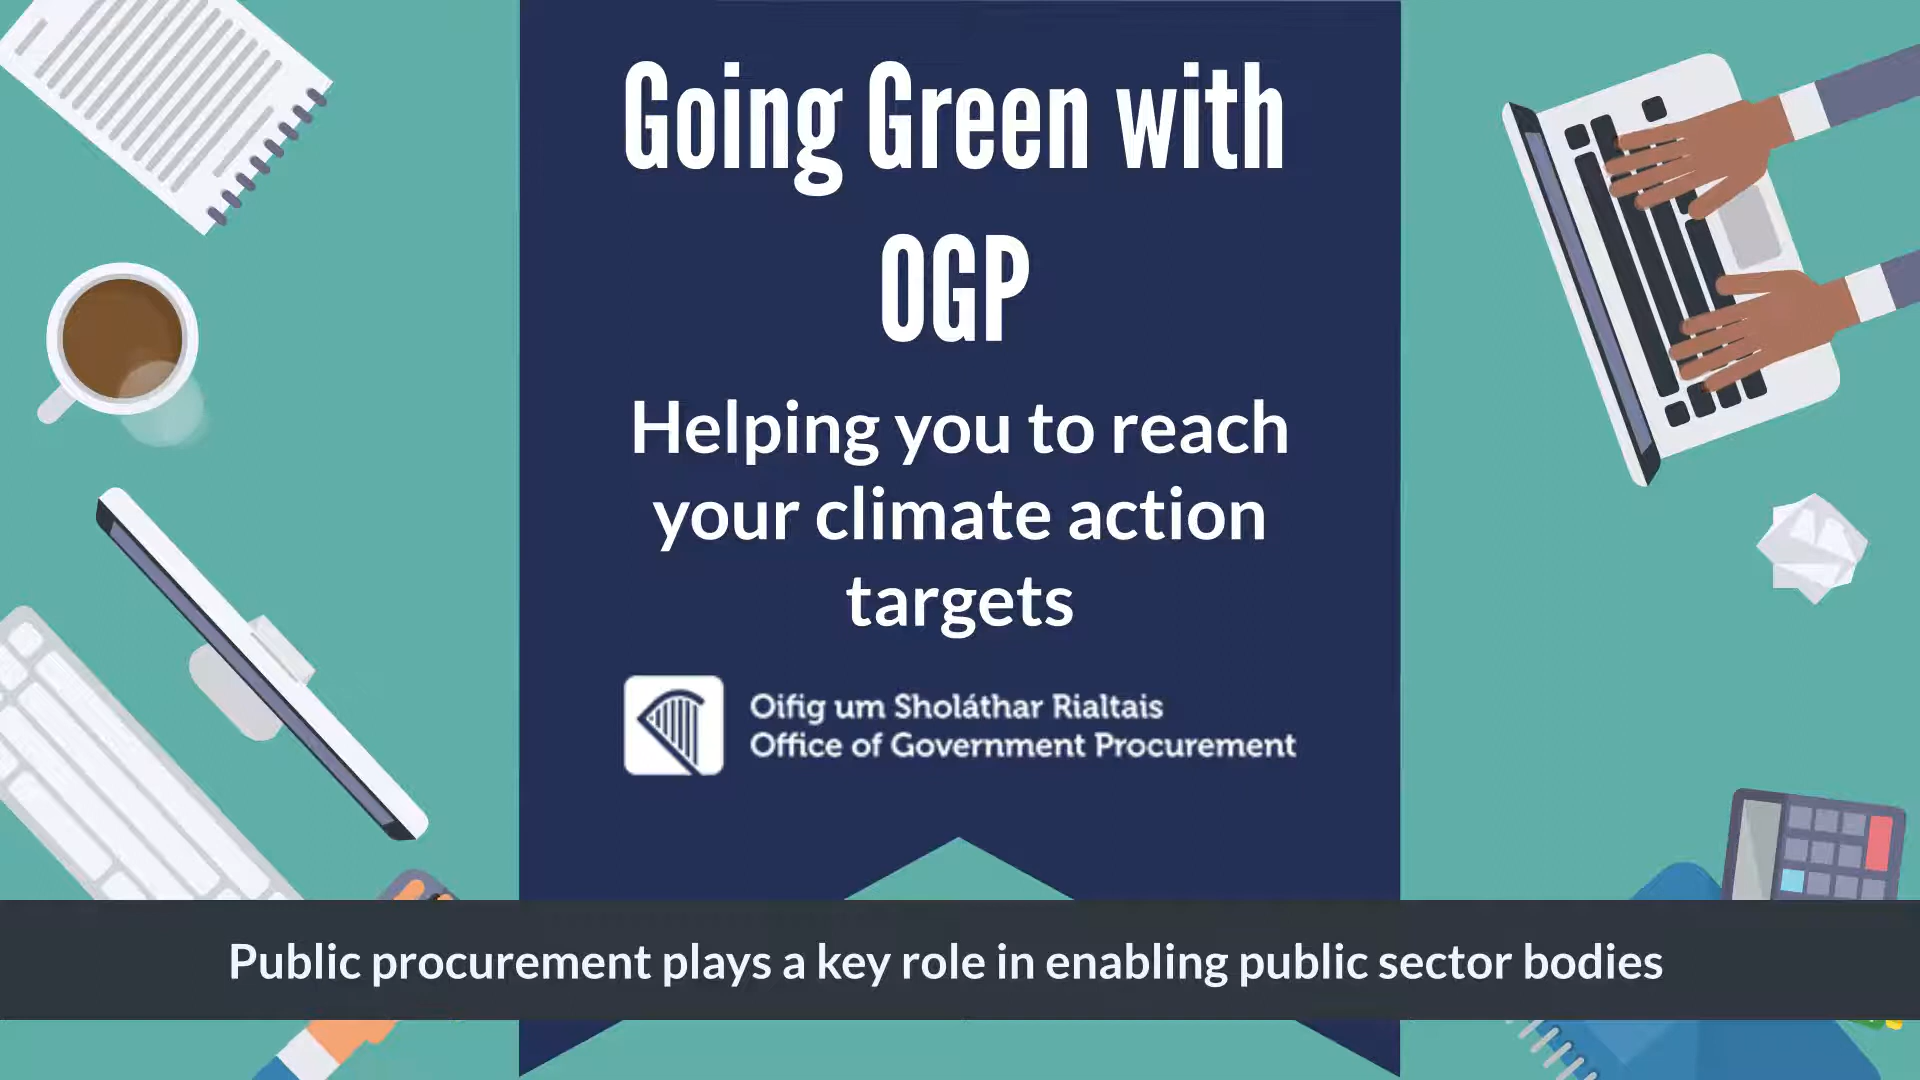 Going Green with
OGP
Helping you to reach
your climate action
targets
Oifig um Sholáthar Rialtais
Office of Government Procurement
Public procurement plays a key role in enabling public sector bodies